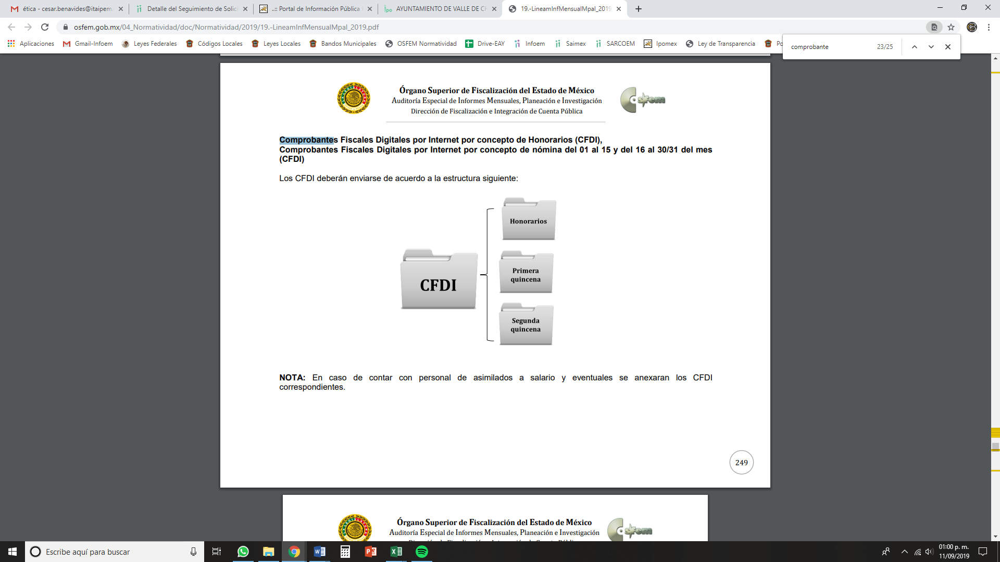 ética - cesar.benavides@itaipem.
Detalle del Seguimiento de Solici
..:: Portal de Información Pública
AYUNTAMIENTO DE VALLE DE CH
19.-LineamInfMensualMpal_2019
osfem.gob.mx/04_Normatividad/doc/Normatividad/2019/19.-LineamInfMensualMpal_2019.pdf
Aplicaciones
Gmail-Infoem
Leyes Federales
Códigos Locales
Leyes Locales
Bandos Municipales
OSFEM Normatividad
Drive-EAY
Infoem
Saimex
SARCOEM
Ipomex
Ley de Transparencia
Po
comprobante 23/25
Órgano Superior de Fiscalización del Estado de México
Auditoría Especial de Informes Mensuales, Planeación e Investigación
Dirección de Fiscalización e Integración de Cuenta Pública
osfem
Comprobantes Fiscales Digitales por Internet por concepto de Honorarios (CFDI),
Comprobantes Fiscales Digitales por Internet por concepto de nómina del 01 al 15 y del 16 al 30/31 del mes
(CFDI)
Los CFDI deberán enviarse de acuerdo a la estructura siguiente:
Honorarios
CFDI
Primera
quincena
Segunda
quincena
NOTA: En caso de contar con personal de asimilados a salario y eventuales se anexaran los CFDI
correspondientes.
249
Órgano Superior de Fiscalización del Estado de México
Auditoría Especial de Informes Mensuales, Planeación e Investigación
osfem
Escribe aquí para buscar
01:00 p. m.
11/09/2019